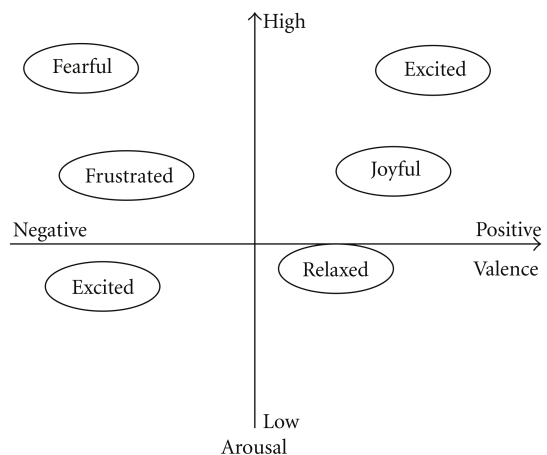 High
Fearful
Excited
Frustrated
Joyful
Negative
Positive
Relaxed
Valence
Excited
Low
Arousal